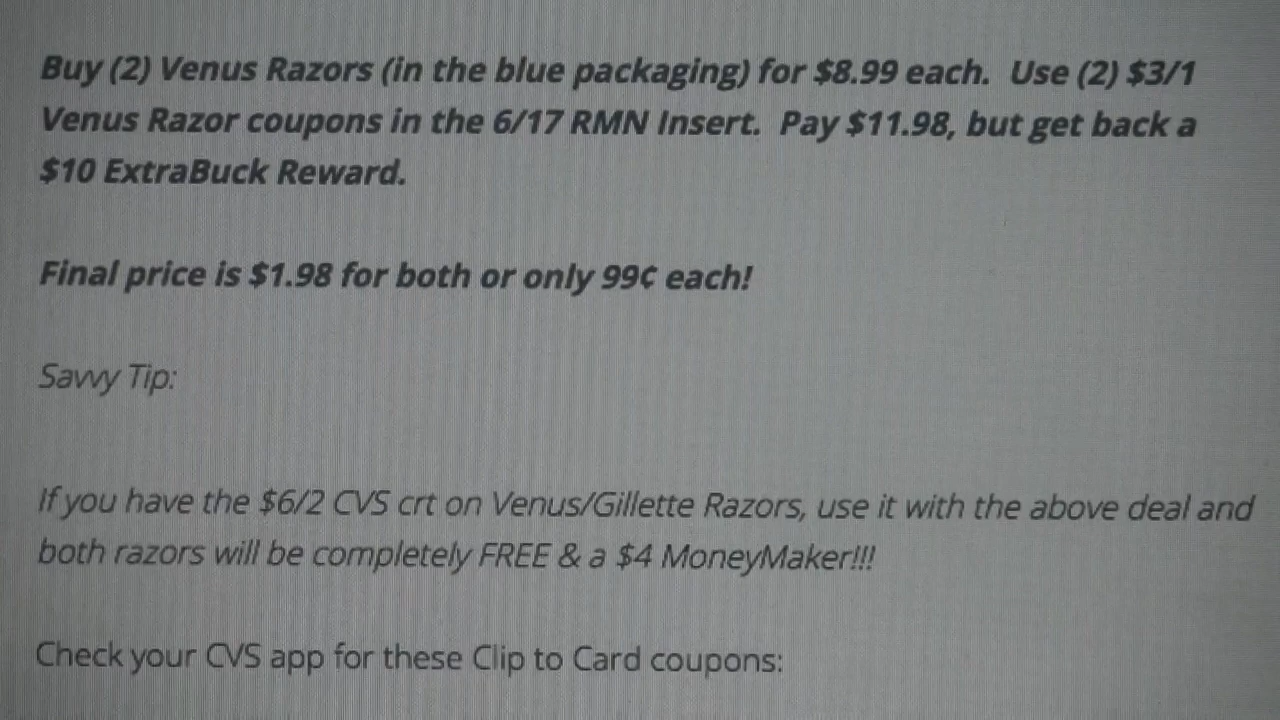 Buy (2) Venus Razors (in the blue packaging) for $8.99 each. Use (2) $3/1
Venus Razor coupons in the 6/17 RMN Insert. Pay $11.98, but get back a
$10 ExtraBuck Reward.
Final price is $1.98 for both or only 99¢ each!
Savvy Tip:
If you have the $6/2 CVS crt on Venus/Gillette Razors, use it with the above deal and
both razors will be completely FREE & a $4 MoneyMaker!!!
Check your CVS app for these Clip to Card coupons: